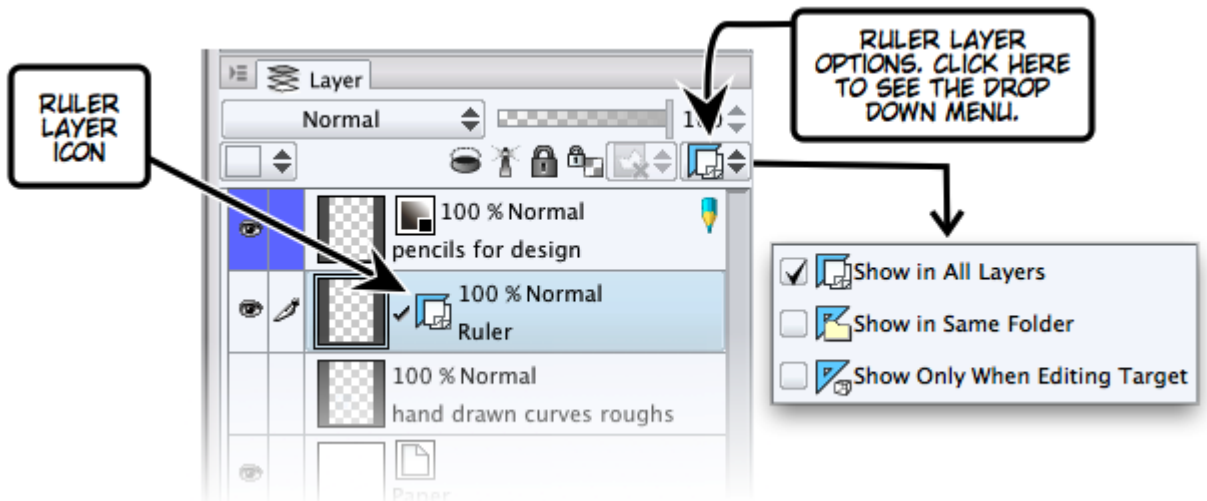 RULER LAYER
OPTIONS. CLICK HERE
TO SEE THE DROP
DOWN MENU.
RULER
LAYER
ICON
Layer
Normal
100 % Normal
pencils for design
100 % Normal
Ruler
100 % Normal
hand drawn curves roughs
Paper
Show in All Layers
Show in Same Folder
Show Only When Editing Target